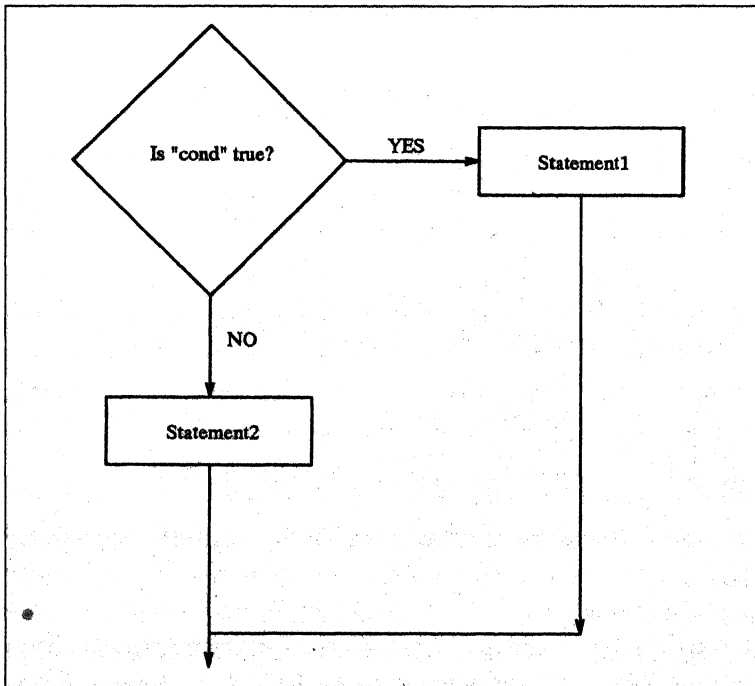 Is "cond" true?
YES
Statement1
NO
Statement2